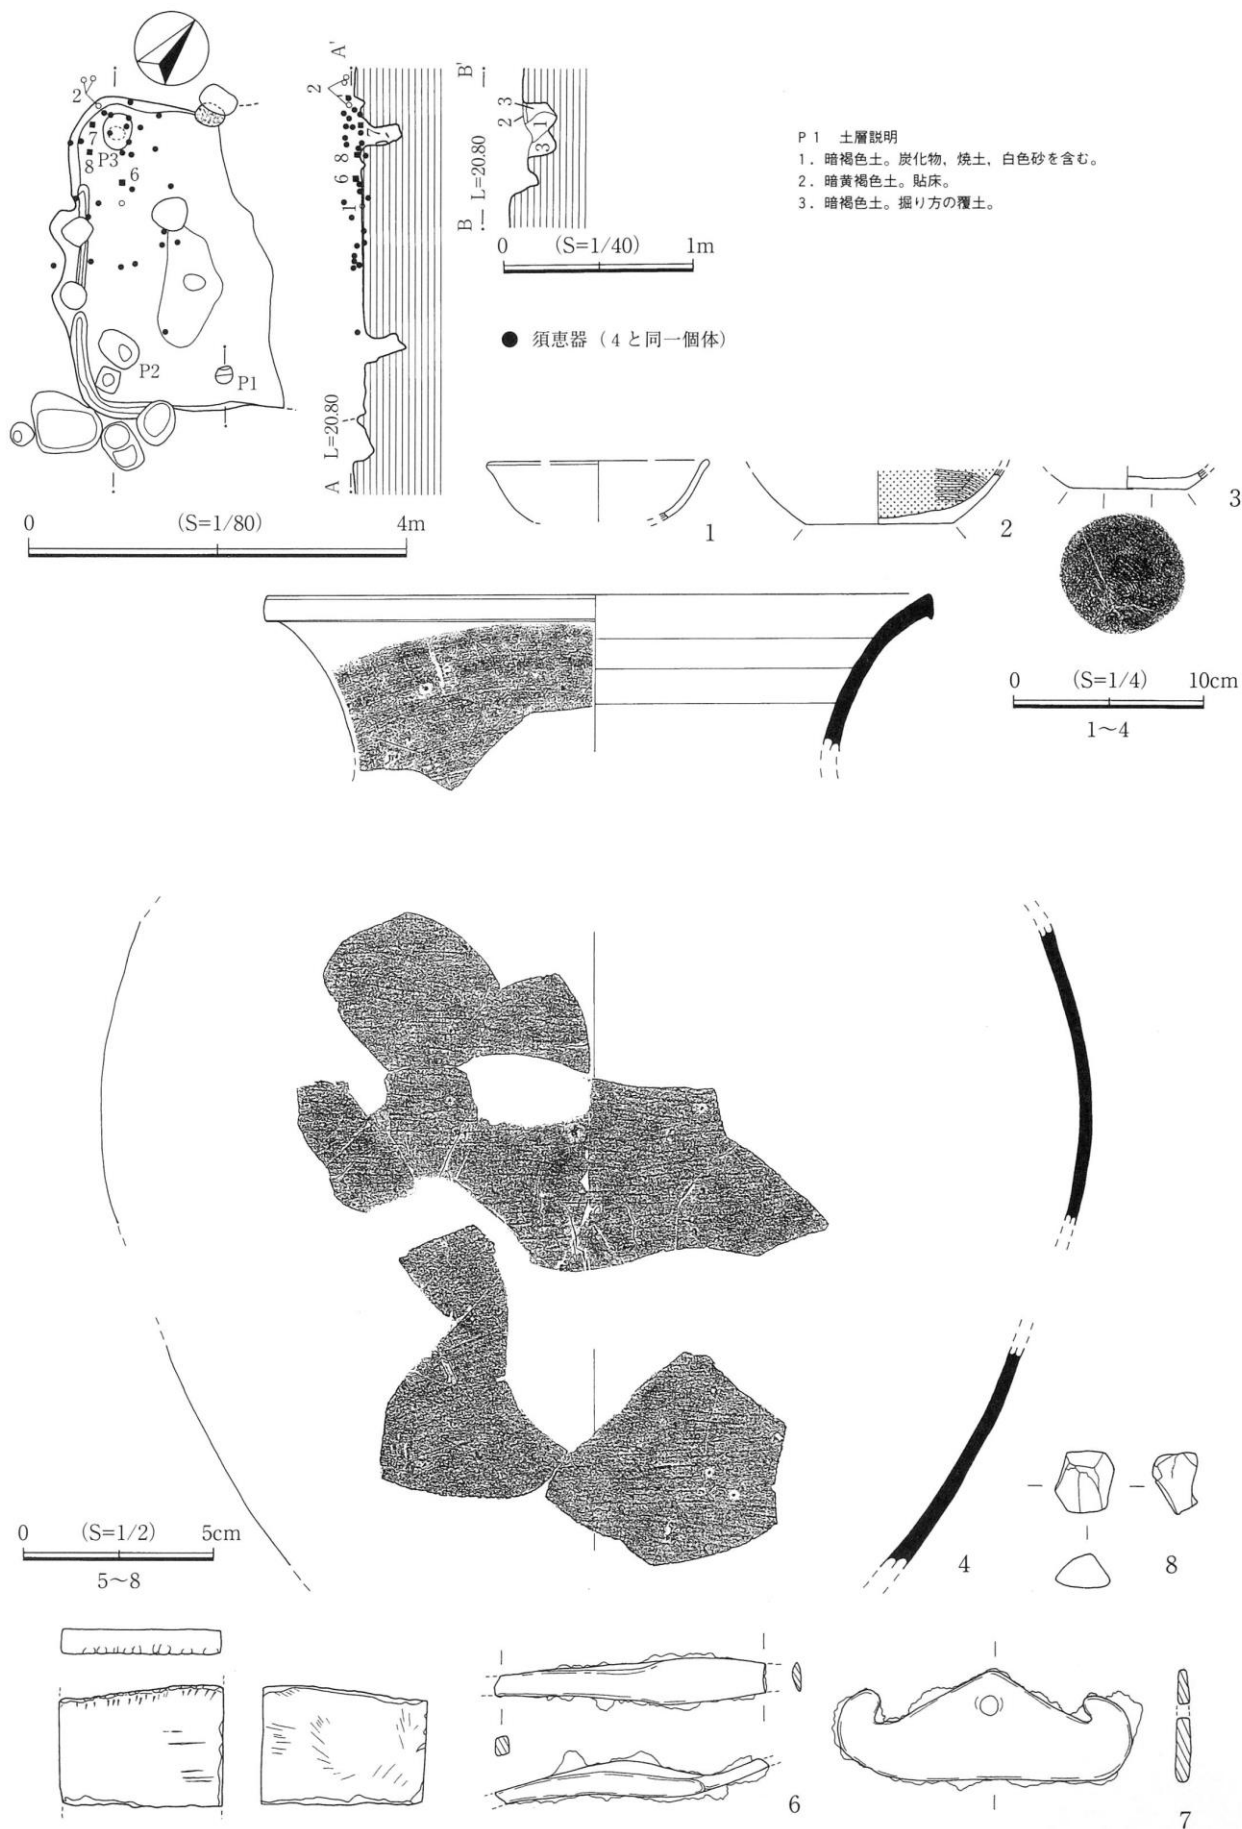 A'
B'
2
2
3
2
1
3
7
P3
8
6
8
6
1
L=20.80
B
P 1 土層説明
1．暗褐色土。炭化物，焼土，白色砂を含む。
2．暗黄褐色土。貼床。
3．暗褐色土。掘り方の覆土。
0 (S=1/40) 1m
● 須恵器（4と同一個体）
P2
P1
L=20.80
A
0 (S=1/80) 4m
1
2
3
0 (S=1/4) 10cm
1～4
4
8
0 (S=1/2) 5cm
5～8
6
7